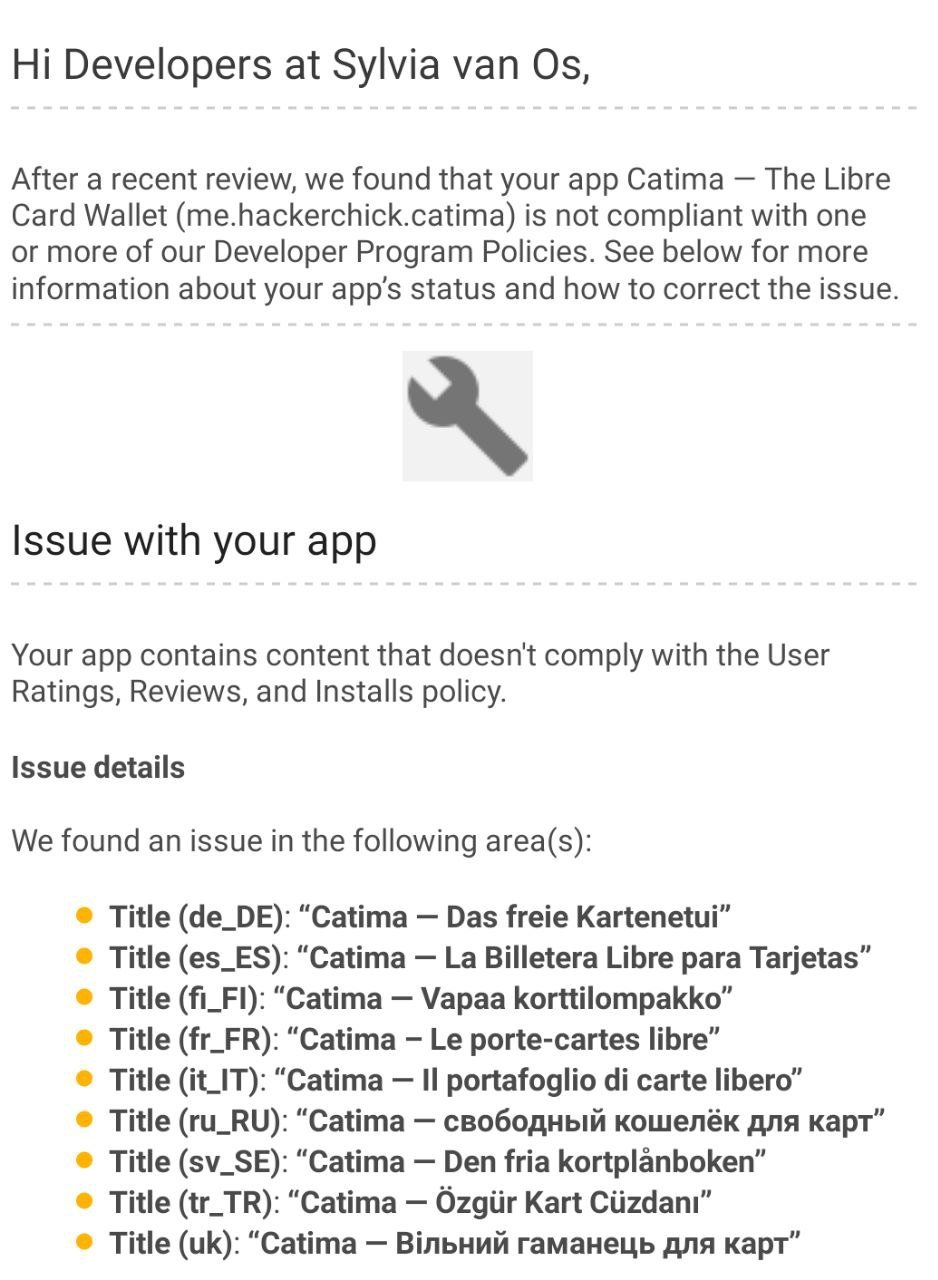 Hi Developers at Sylvia van Os,
After a recent review, we found that your app Catima — The Libre
Card Wallet (me.hackerchick.catima) is not compliant with one
or more of our Developer Program Policies. See below for more
information about your app’s status and how to correct the issue.
Issue with your app
Your app contains content that doesn't comply with the User
Ratings, Reviews, and Installs policy.
Issue details
We found an issue in the following area(s):
Title (de_DE): “Catima — Das freie Kartenetui”
Title (es_ES): “Catima — La Billetera Libre para Tarjetas”
Title (fi_FI): “Catima — Vapaa korttilompakko”
Title (fr_FR): “Catima – Le porte-cartes libre”
Title (it_IT): “Catima — Il portafoglio di carte libero”
Title (ru_RU): “Catima — свободный кошелёк для карт”
Title (sv_SE): “Catima — Den fria kortplånboken”
Title (tr_TR): “Catima — Özgür Kart Cüzdanı”
Title (uk): “Catima — Вільний гаманець для карт”